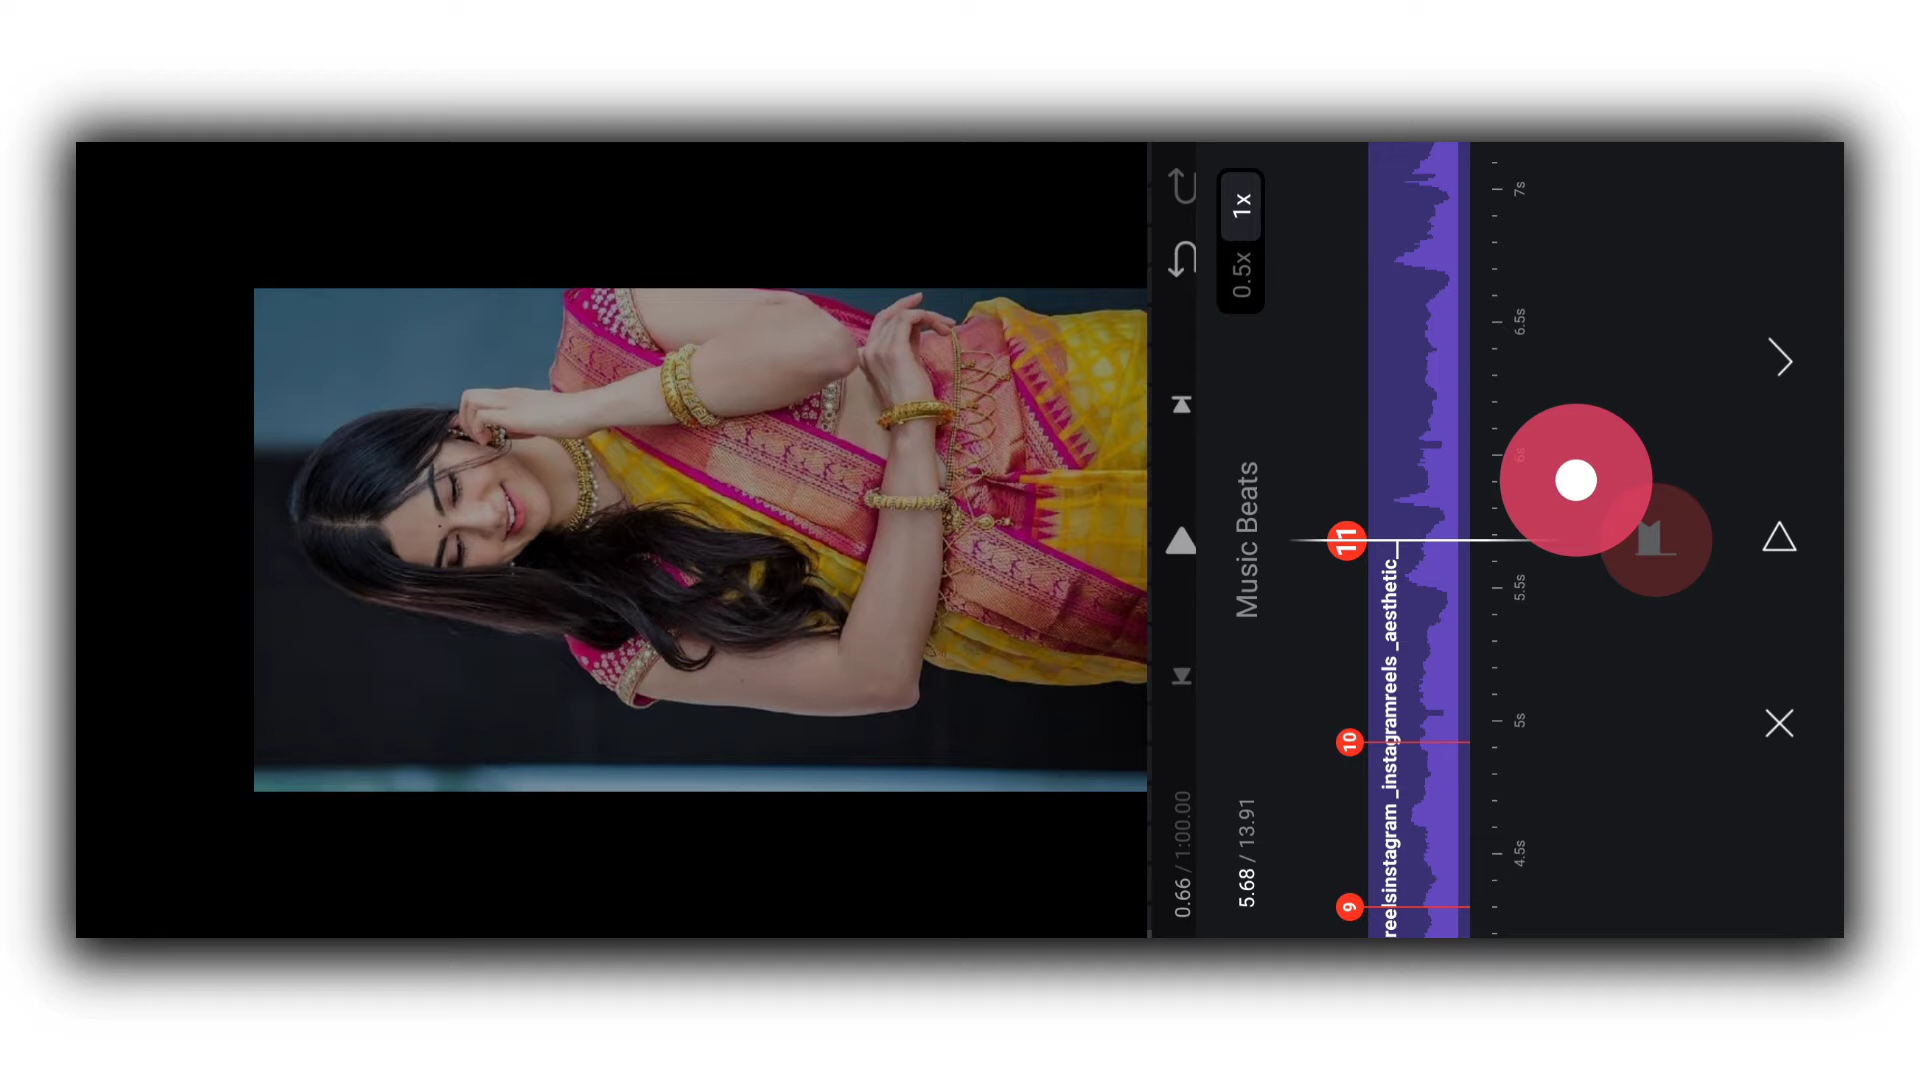 0.66 / 1:00.00
5.68 / 13.91
Music Beats
0.5x
1x
9
10
11
reelsinstagram _instagramreels _aesthetic_
4.5s
5s
5.5s
6s
6.5s
7s